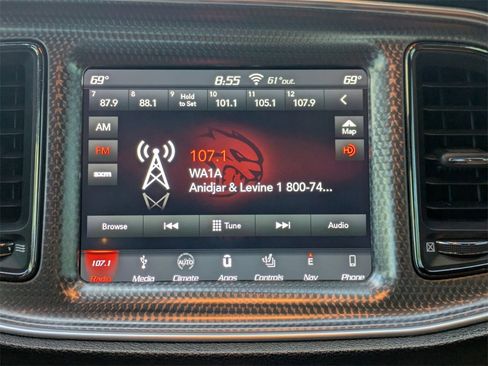 69° 8:55 61°out. 69°
7 8 9 Hold 10 11 12
87.9 88.1 to Set 101.1 105.1 107.9
AM
Map
FM
HD
107.1
WA1A
sxm
Anidjar & Levine 1 800-74...
Browse Tune Audio
107.1 AUTO E
Radio Media Climate Apps Controls Nav Phone